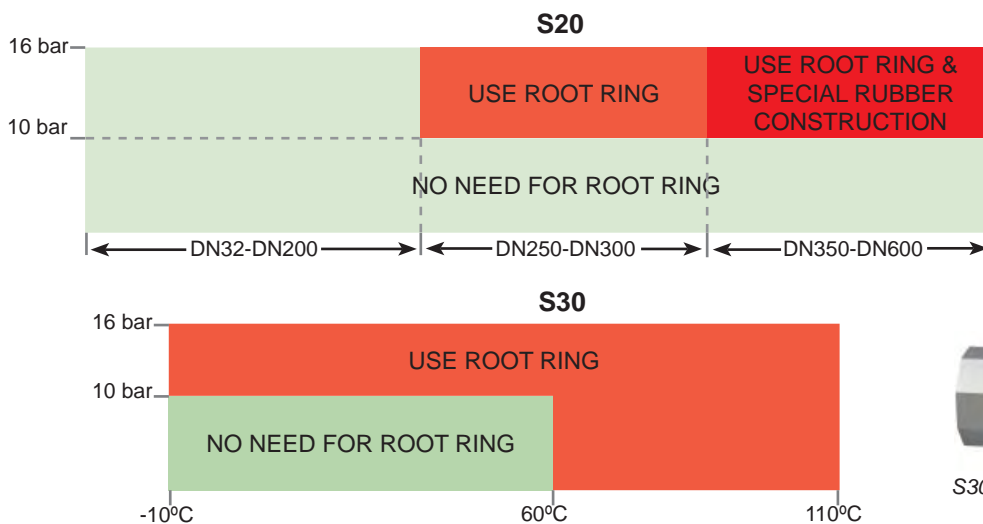 S20
16 bar
10 bar
USE ROOT RING
USE ROOT RING &
SPECIAL RUBBER
CONSTRUCTION
NO NEED FOR ROOT RING
DN32-DN200
DN250-DN300
DN350-DN600
S30
16 bar
10 bar
USE ROOT RING
NO NEED FOR ROOT RING
-10ºC
60ºC
110ºC
S30